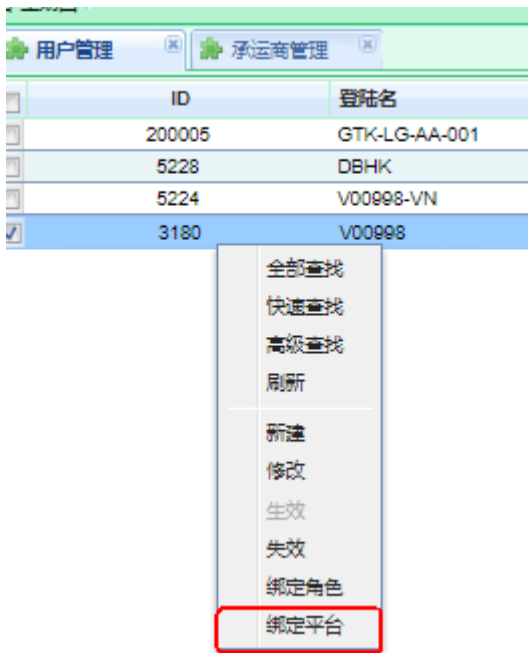 用户管理 承运商管理
ID 登陆名
200005 GTK-LG-AA-001
5228 DBHK
5224 V00998-VN
3180 V00998
全部查找
快速查找
高级查找
刷新
新建
修改
生效
失效
绑定角色
绑定平台